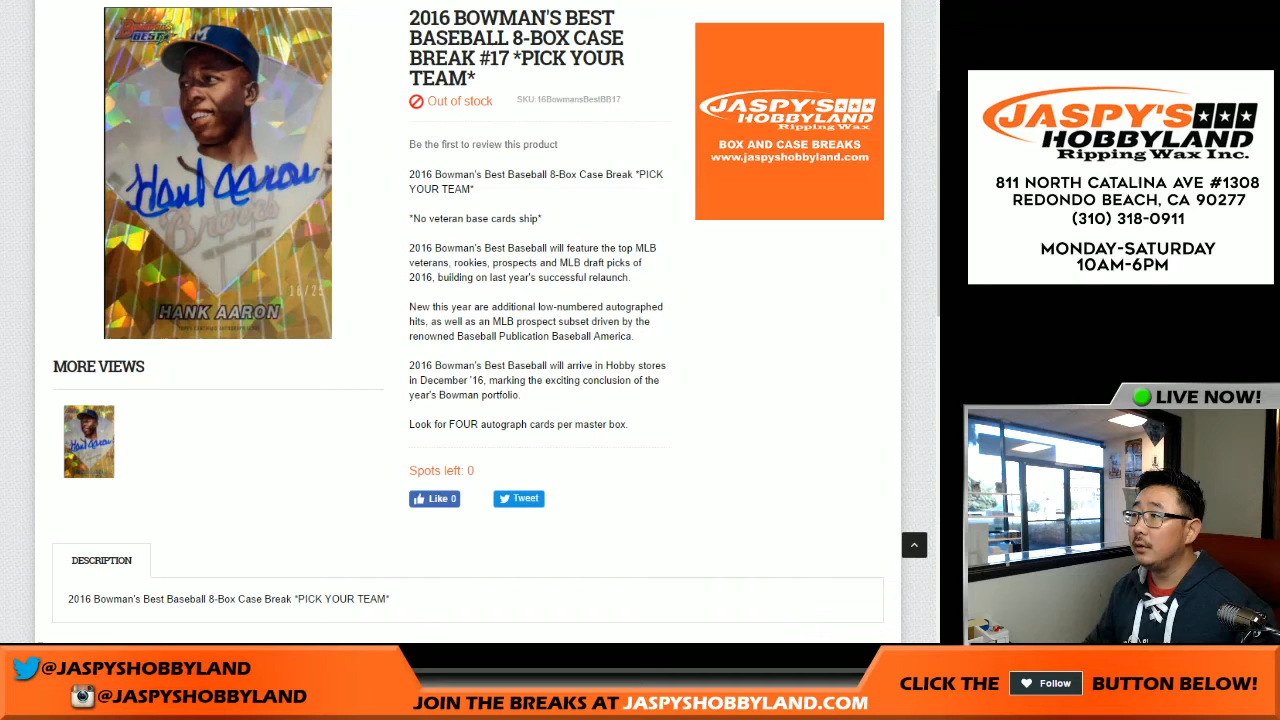 BOWMAN'S
BEST
M
Hank Aaron
Braves
16/25
HANK AARON
MORE VIEWS
2016 BOWMAN'S BEST
BASEBALL 8-BOX CASE
BREAK #17 *PICK YOUR
TEAM*
Out of stock
SKU:16BowmansBestBB17
Be the first to review this product
2016 Bowman's Best Baseball 8-Box Case Break *PICK
YOUR TEAM*
*No veteran base cards ship*
2016 Bowman's Best Baseball will feature the top MLB
veterans, rookies, prospects and MLB draft picks of
2016, building on last year's successful relaunch.
New this year are additional low-numbered autographed
hits, as well as an MLB prospect subset driven by the
renowned Baseball Publication Baseball America.
2016 Bowman's Best Baseball will arrive in Hobby stores
in December '16, marking the exciting conclusion of the
year's Bowman portfolio.
Look for FOUR autograph cards per master box.
Spots left: 0
Like 0
Tweet
DESCRIPTION
2016 Bowman's Best Baseball 8-Box Case Break *PICK YOUR TEAM*
JASPY'S
HOBBYLAND
Ripping Wax
BOX AND CASE BREAKS
www.jaspyshobbyland.com
JASPY'S
HOBBYLAND
Ripping Wax Inc.
811 NORTH CATALINA AVE #1308
REDONDO BEACH, CA 90277
(310) 318-0911
MONDAY-SATURDAY
10AM-6PM
LIVE NOW!
@JASPYSHOBBYLAND
@JASPYSHOBBYLAND
JOIN THE BREAKS AT JASPYSHOBBYLAND.COM
CLICK THE Follow BUTTON BELOW!